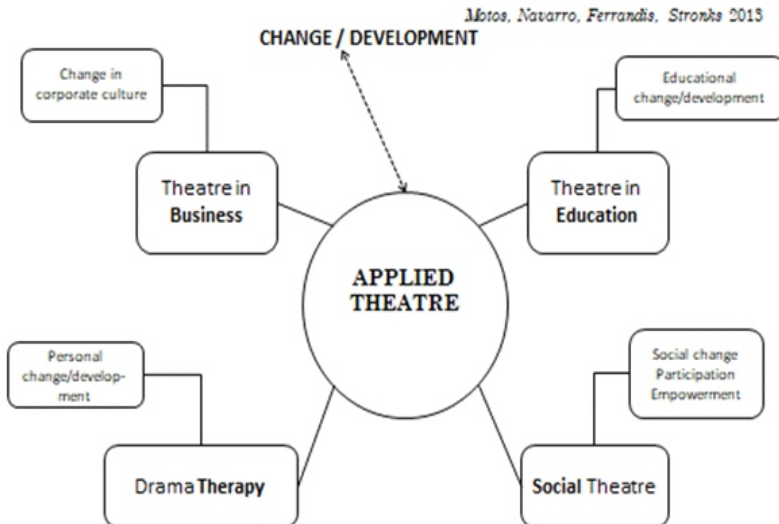 Motos, Navarro, Ferrandis, Stronks 2013
CHANGE / DEVELOPMENT
Change in
corporate culture
Educational
change/development
Theatre in
Business
Theatre in
Education
APPLIED
THEATRE
Personal
change/develop-
ment
Social change
Participation
Empowerment
Drama Therapy
Social Theatre